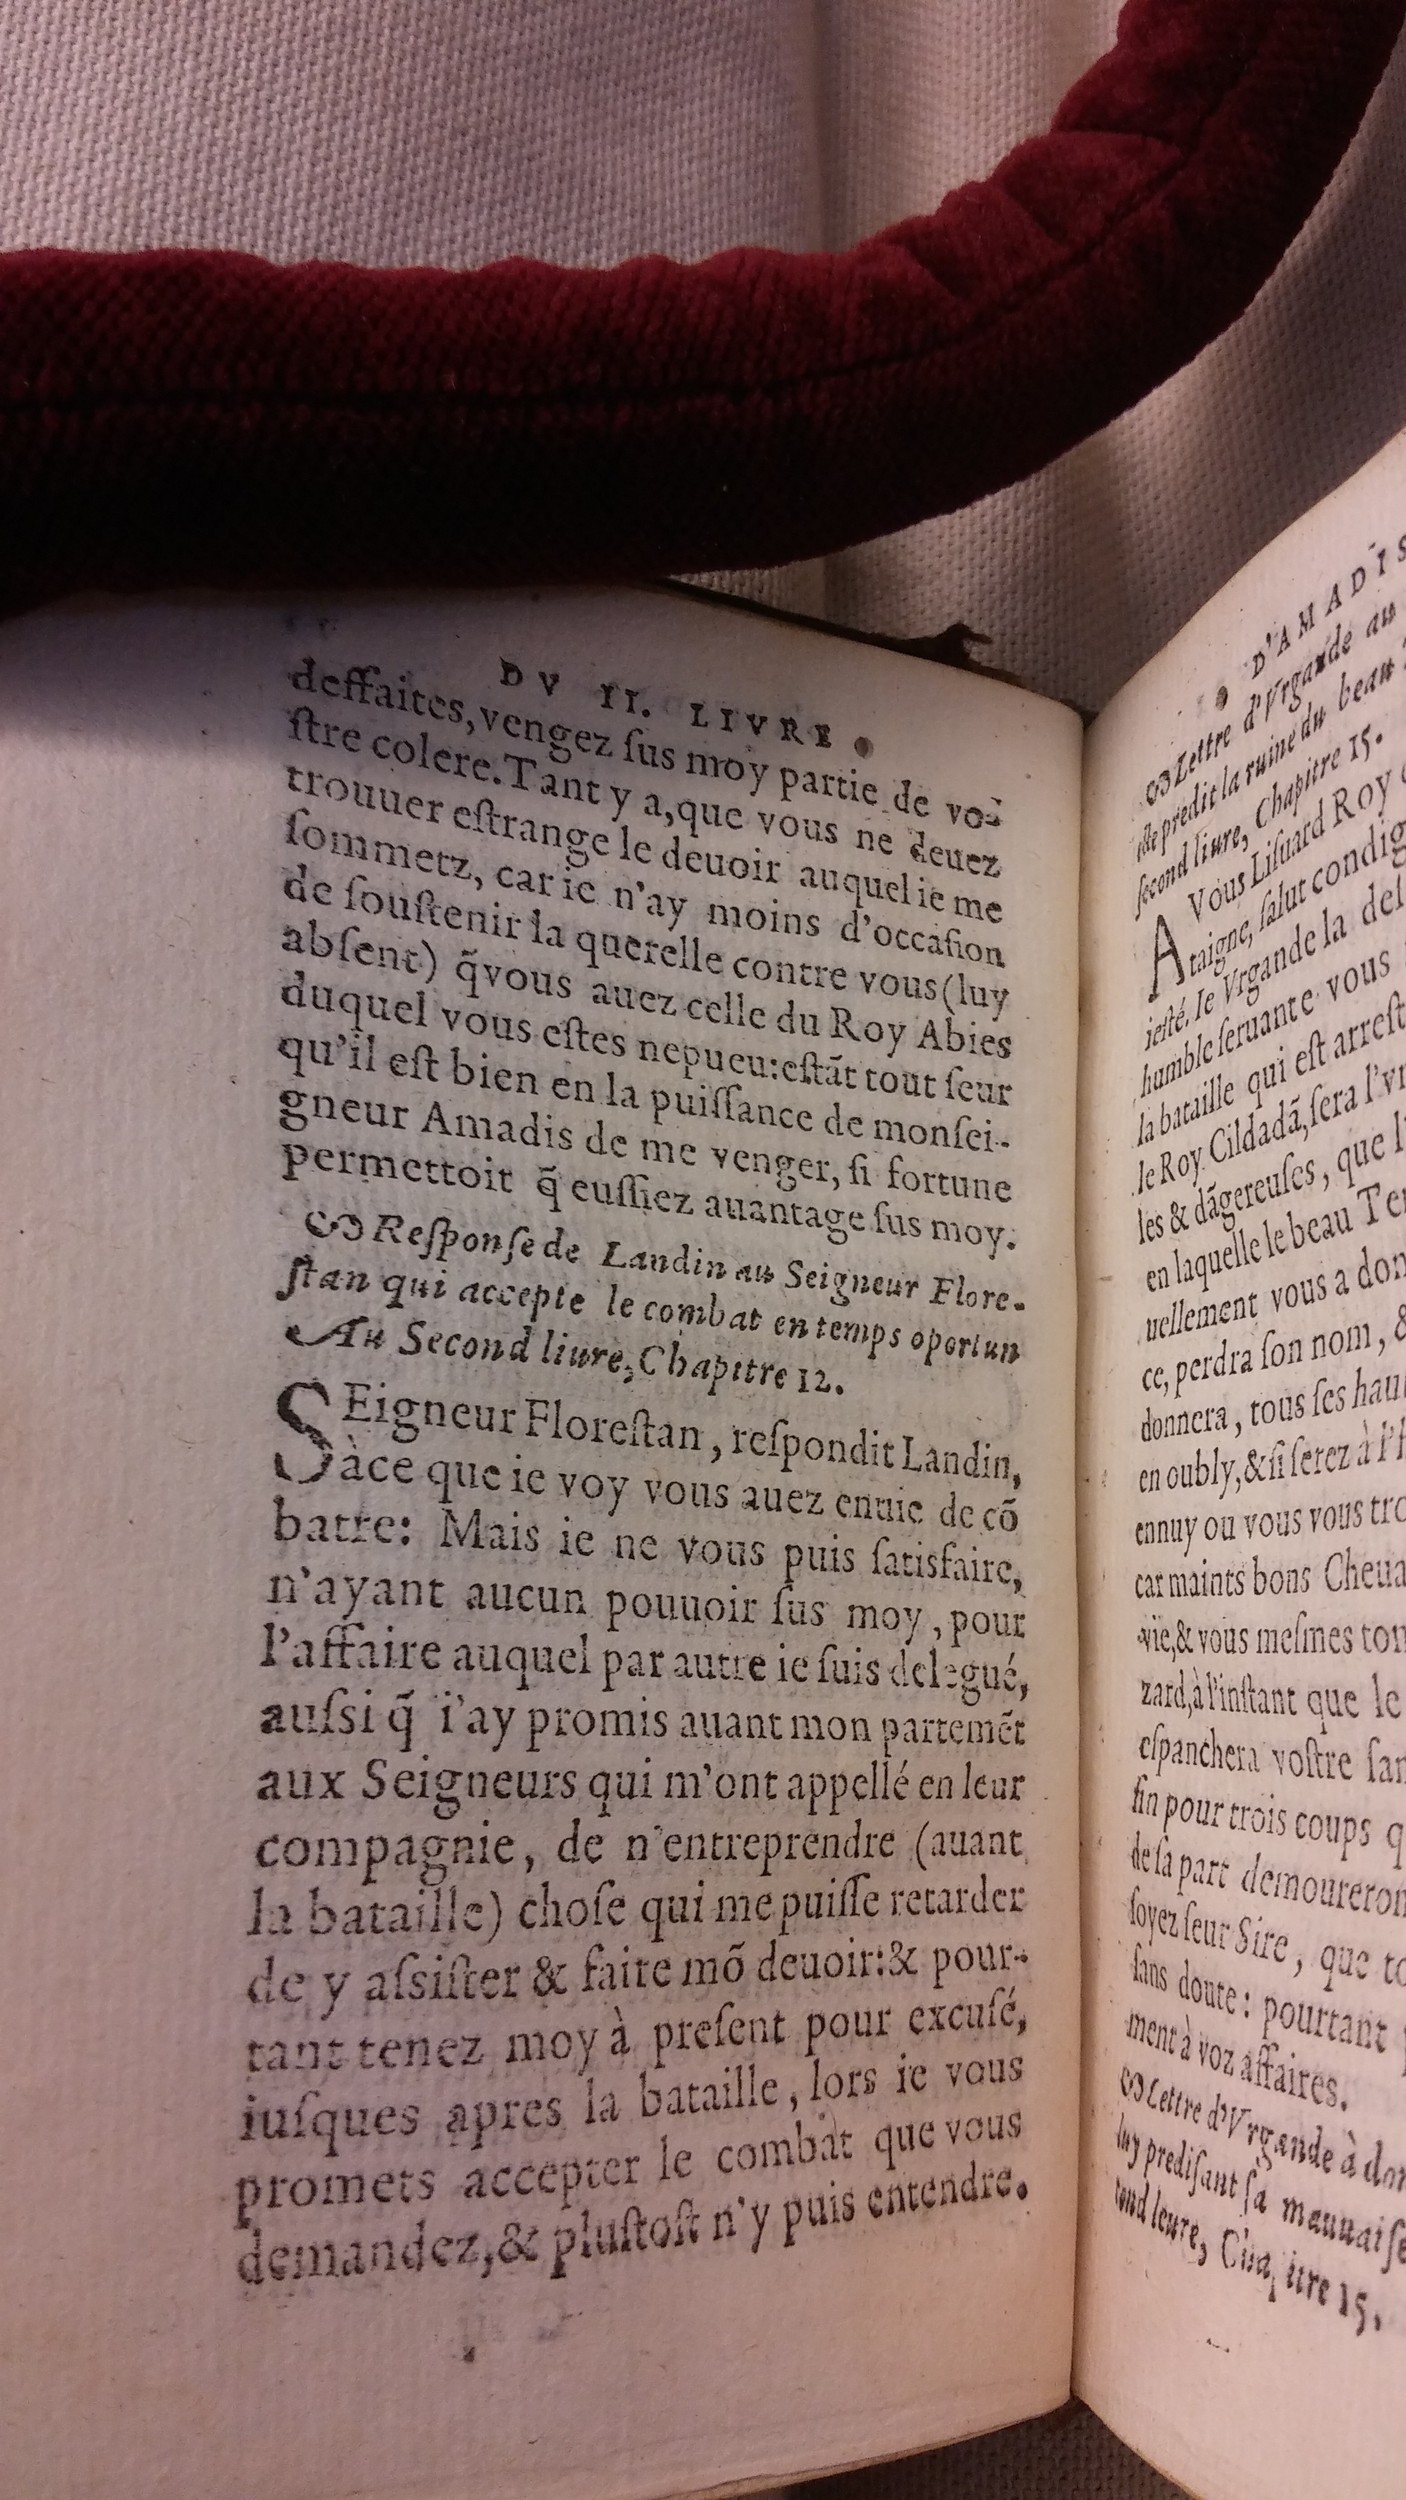 DV II. LIVRE.
deffaites, vengez ſus moy partie de vo-
ſtre colere. Tant y a, que vous ne deuez
trouuer eſtrange le deuoir auquel ie me
ſommetz, car ie n'ay moins d'occaſion
de ſouſtenir la querelle contre vous (luy
abſent) q̃ vous auez celle du Roy Abies
duquel vous eſtes nepueu: eſtãt tout ſeur
qu'il eſt bien en la puiſſance de monſei-
gneur Amadis de me venger, ſi fortune
permettoit q̃ euſſiez auantage ſus moy.
Reſponſe de Landin au Seigneur Flore-
ſtan qui accepte le combat en temps oportun
Au Second liure, Chapitre 12.
SEigneur Floreſtan, reſpondit Landin,
à ce que ie voy vous auez enuie de cõ
batre: Mais ie ne vous puis ſatisfaire,
n'ayant aucun pouuoir ſus moy, pour
l'affaire auquel par autre ie ſuis delegué,
auſsi q̃ i'ay promis auant mon partemẽt
aux Seigneurs qui m'ont appellé en leur
compagnie, de n'entreprendre (auant
la bataille) choſe qui me puiſſe retarder
de y aſsiſter & faite mõ deuoir: & pour-
tant tenez moy à preſent pour excuſé,
iuſques apres la bataille, lors ie vous
promets accepter le combat que vous
demandez, & pluſtoſt n'y puis entendre.
D'AMADIS
Lettre d'Vrgande au
predit la ruine du beau
ſecond liure, Chapitre 15.
A Vous Liſuard Roy
taigne, ſalut condig
ieſté. Ie Vrgande la
humble ſeruante vous
la bataille qui eſt arreſt
le Roy Cildadã, ſera l'
les & dãgereuſes, que
en laquelle le beau
uellement vous a don
ce, perdra ſon nom, &
donnera, tous ſes hau
en oubly, & ſi ſerez à
ennuy ou vous vous tro
car maints bons Cheua
vie, & vous meſmes
zard, à l'inſtant que le
eſpanchera voſtre ſan
fin pour trois coups q
de ſa part demoureron
ſoyez ſeur Sire, que
ſans doute: pourtant
ment à voz affaires.
Lettre d'Vrgande à
luy prediſant ſa mauuaiſe
cond leure, Chapitre 15.